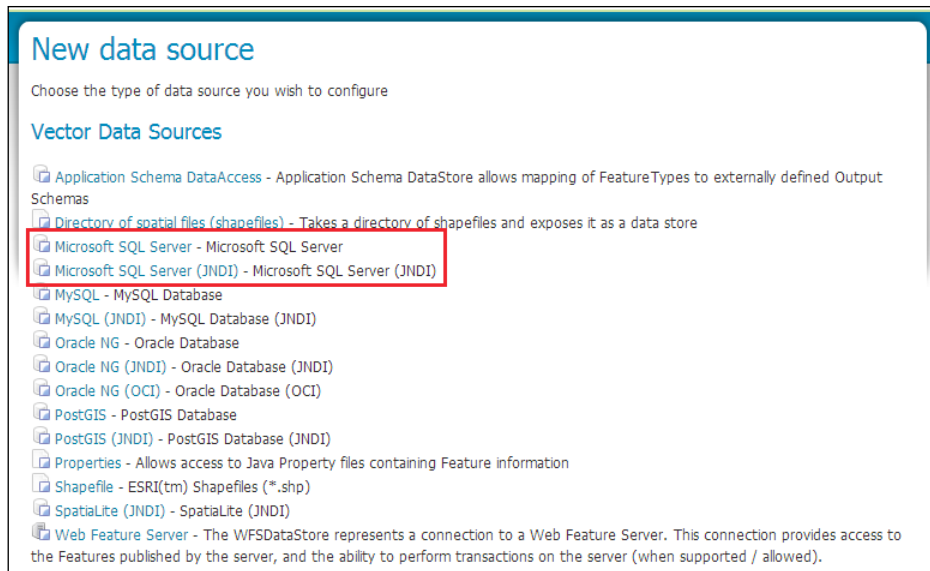 New data source
Choose the type of data source you wish to configure
Vector Data Sources
Application Schema DataAccess - Application Schema DataStore allows mapping of FeatureTypes to externally defined Output
Schemas
Directory of spatial files (shapefiles) - Takes a directory of shapefiles and exposes it as a data store
Microsoft SQL Server - Microsoft SQL Server
Microsoft SQL Server (JNDI) - Microsoft SQL Server (JNDI)
MySQL - MySQL Database
MySQL (JNDI) - MySQL Database (JNDI)
Oracle NG - Oracle Database
Oracle NG (JNDI) - Oracle Database (JNDI)
Oracle NG (OCI) - Oracle Database (OCI)
PostGIS - PostGIS Database
PostGIS (JNDI) - PostGIS Database (JNDI)
Properties - Allows access to Java Property files containing Feature information
Shapefile - ESRI(tm) Shapefiles (*.shp)
SpatiaLite (JNDI) - SpatiaLite (JNDI)
Web Feature Server - The WFSDataStore represents a connection to a Web Feature Server. This connection provides access to
the Features published by the server, and the ability to perform transactions on the server (when supported / allowed).